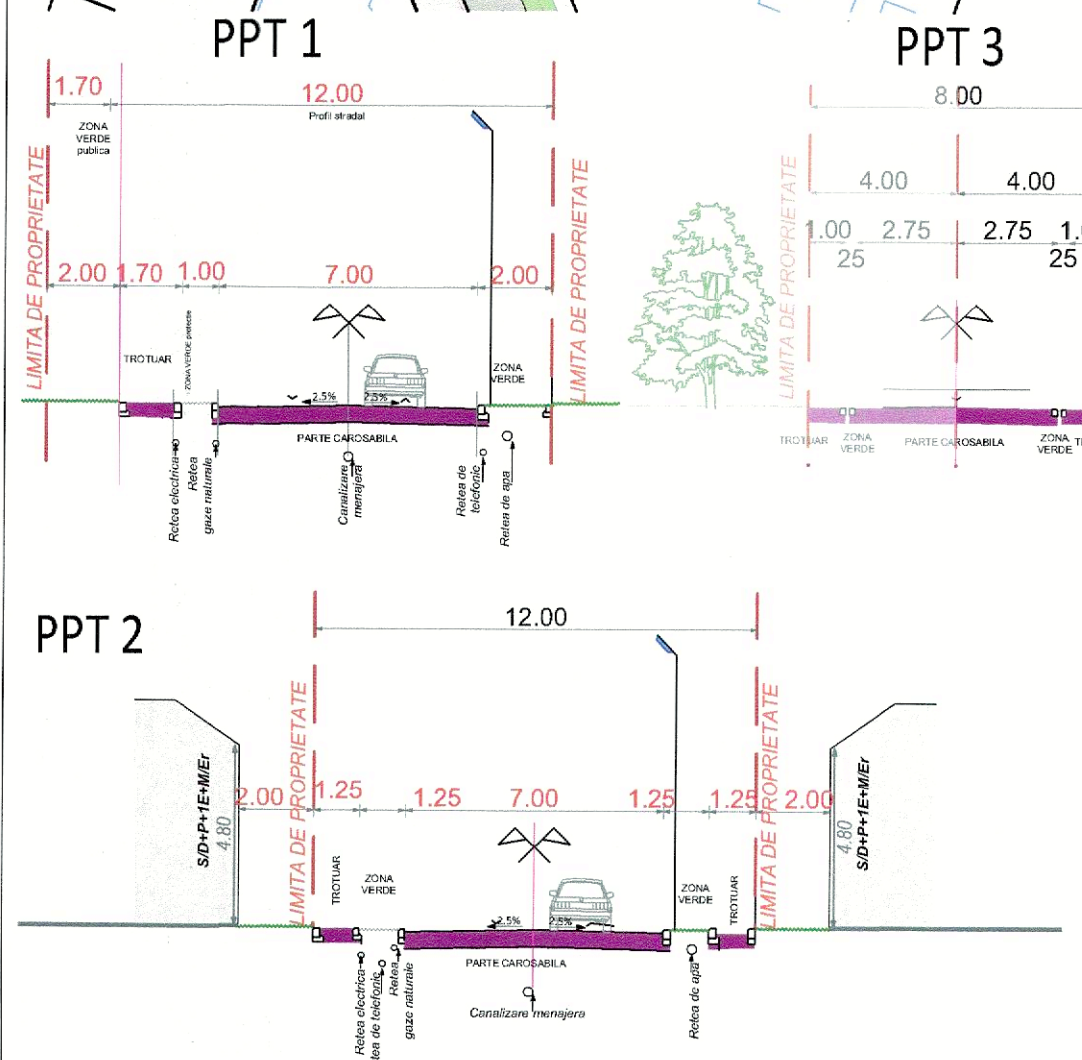 PPT 1
1.70
12.00
Profil stradal
ZONA
VERDE
publica
LIMITA DE PROPRIETATE
LIMITA DE PROPRIETATE
2.00 1.70 1.00 7.00 2.00
TROTUAR
ZONA VERDE protectie
ZONA
VERDE
2.5% 2.5%
PARTE CAROSABILA
Retea electrica
Retea
gaze naturale
Canalizare
menajera
Retea de
telefonie
Retea de apa
PPT 3
8.00
LIMITA DE PROPRIETATE
4.00 4.00
1.00 2.75 2.75
25 25
TROTUAR
ZONA
VERDE
PARTE CAROSABILA
ZONA
VERDE
PPT 2
12.00
LIMITA DE PROPRIETATE
LIMITA DE PROPRIETATE
2.00 1.25 1.25 7.00 1.25 1.25 2.00
S/D+P+1E+M/Er
4.80
4.80
S/D+P+1E+M/Er
TROTUAR
ZONA
VERDE
ZONA
VERDE
TROTUAR
2.5% 2.5%
PARTE CAROSABILA
Retea electrica
tea de telefonie
Retea
gaze naturale
Canalizare menajera
Retea de apa